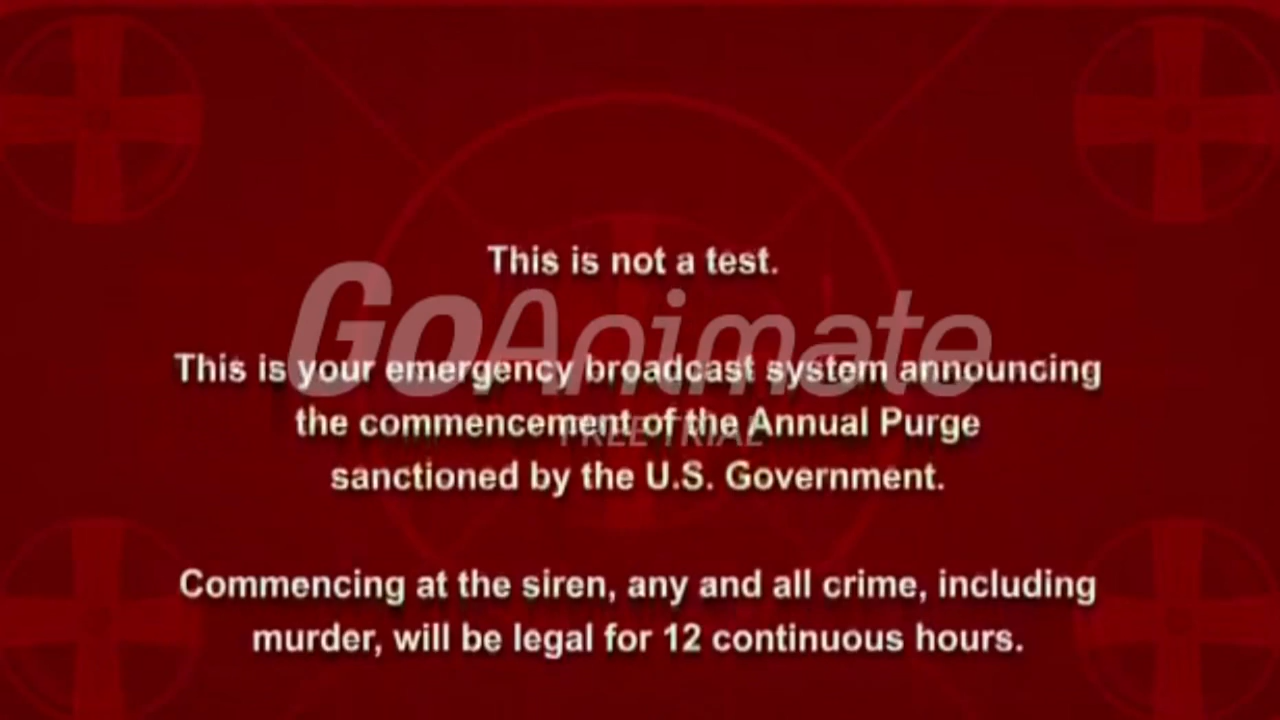 This is not a test.
GoAnimate
This is your emergency broadcast system announcing
the commencement of the Annual Purge
FREE TRIAL
sanctioned by the U.S. Government.
Commencing at the siren, any and all crime, including
murder, will be legal for 12 continuous hours.